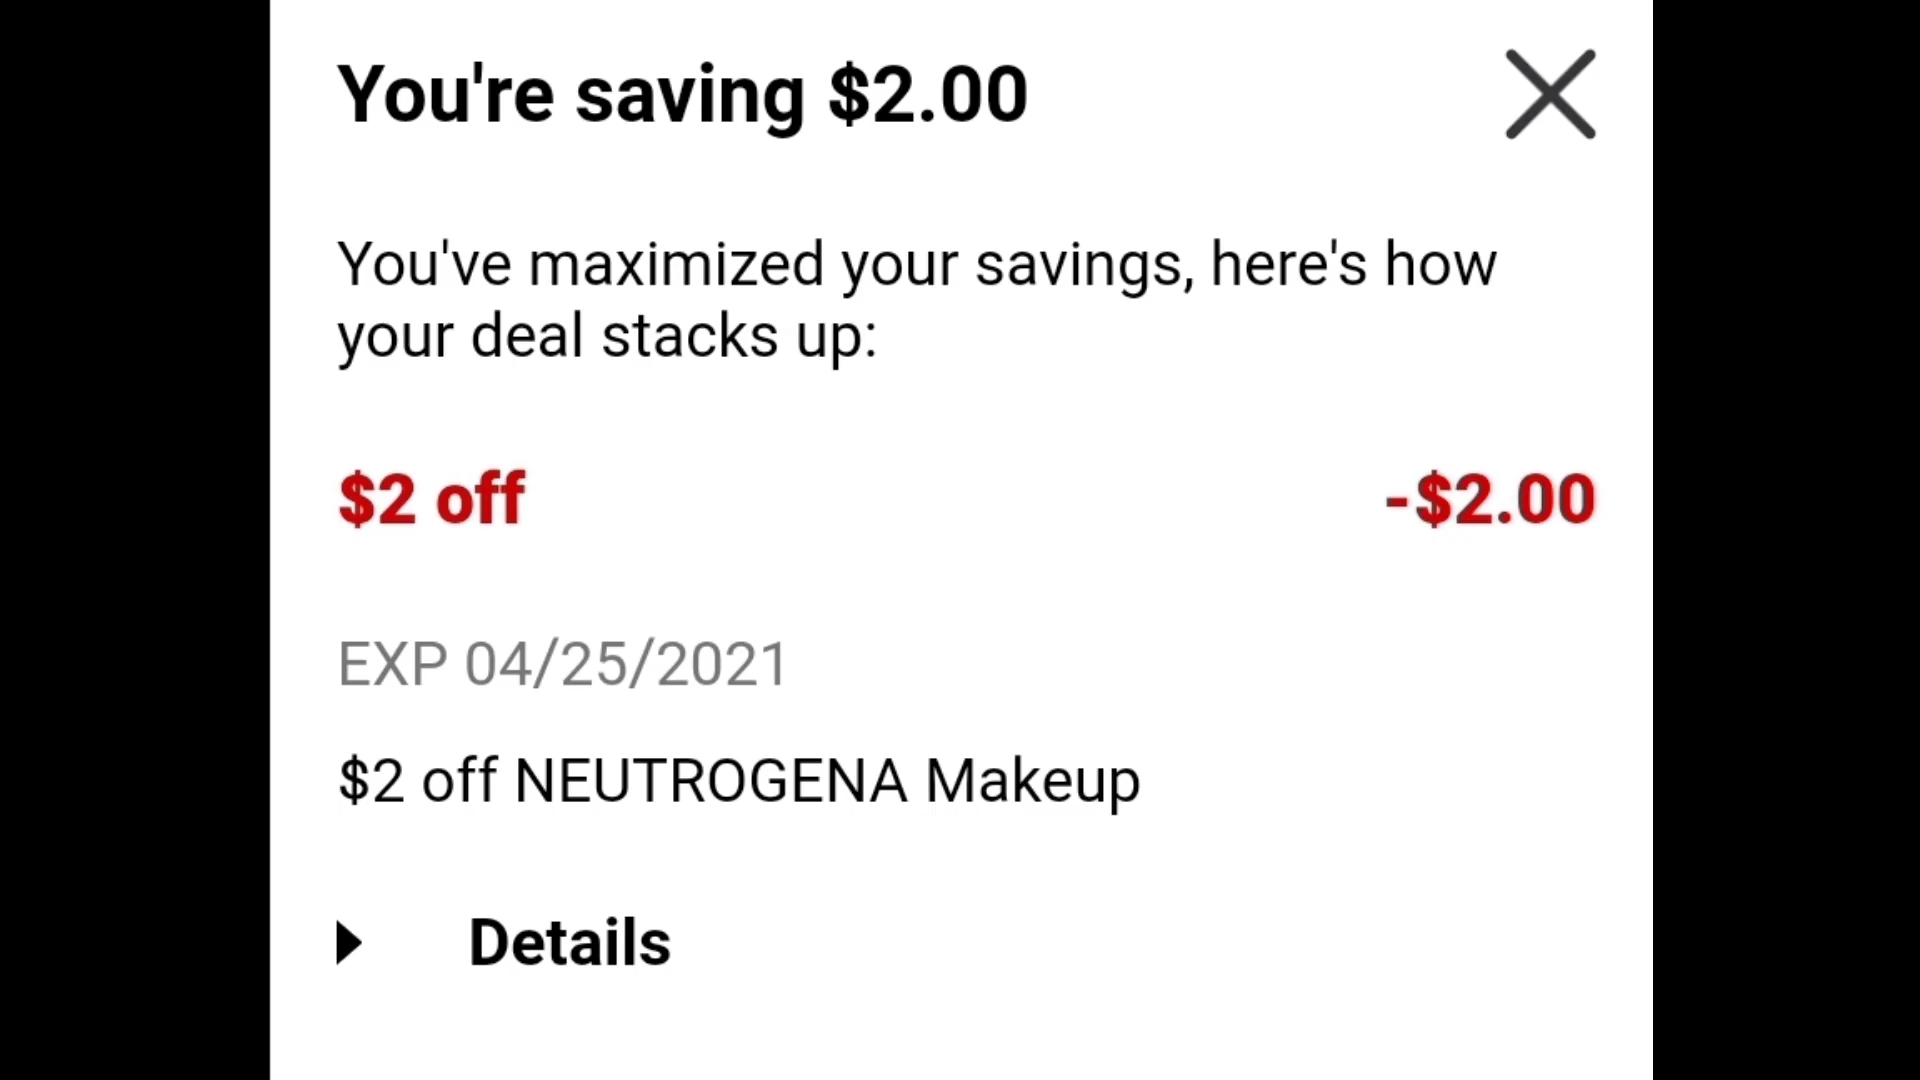 You're saving $2.00
You've maximized your savings, here's how
your deal stacks up:
$2 off -$2.00
EXP 04/25/2021
$2 off NEUTROGENA Makeup
Details